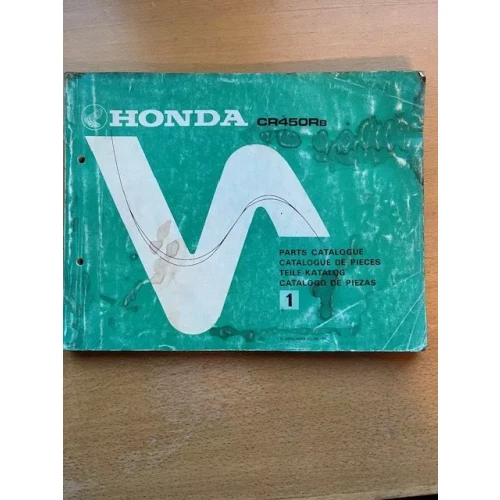 HONDA CR450RB
PARTS CATALOGUE
CATALOGUE DE PIECES
TEILE-KATALOG
CATALOGO DE PIEZAS
1